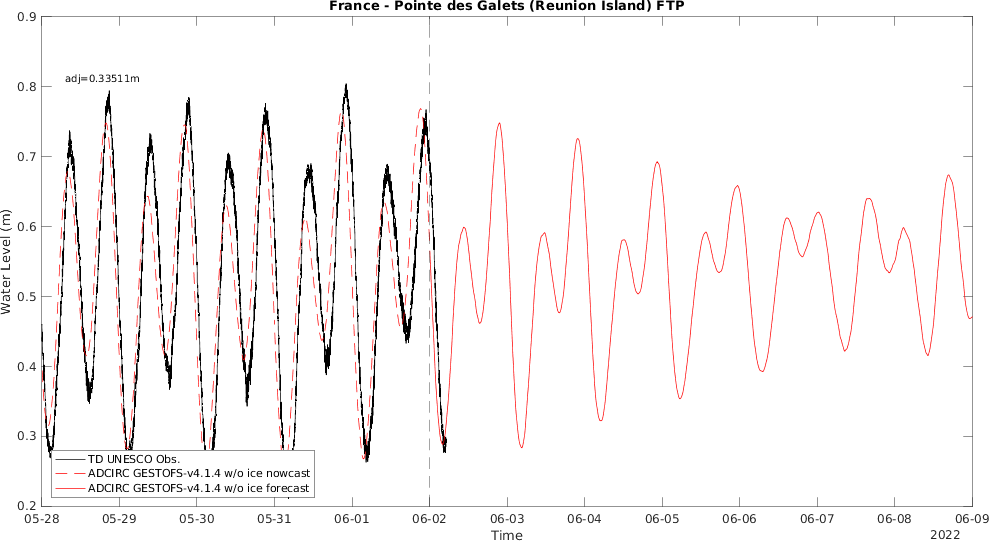 France - Pointe des Galets (Reunion Island) FTP
0.9
0.8
0.7
0.6
0.5
0.4
0.3
0.2
Water Level (m)
adj=0.33511m
TD UNESCO Obs.
ADCIRC GESTOFS-v4.1.4 w/o ice nowcast
ADCIRC GESTOFS-v4.1.4 w/o ice forecast
05-28 05-29 05-30 05-31 06-01 06-02 06-03 06-04 06-05 06-06 06-07 06-08 06-09
Time
2022